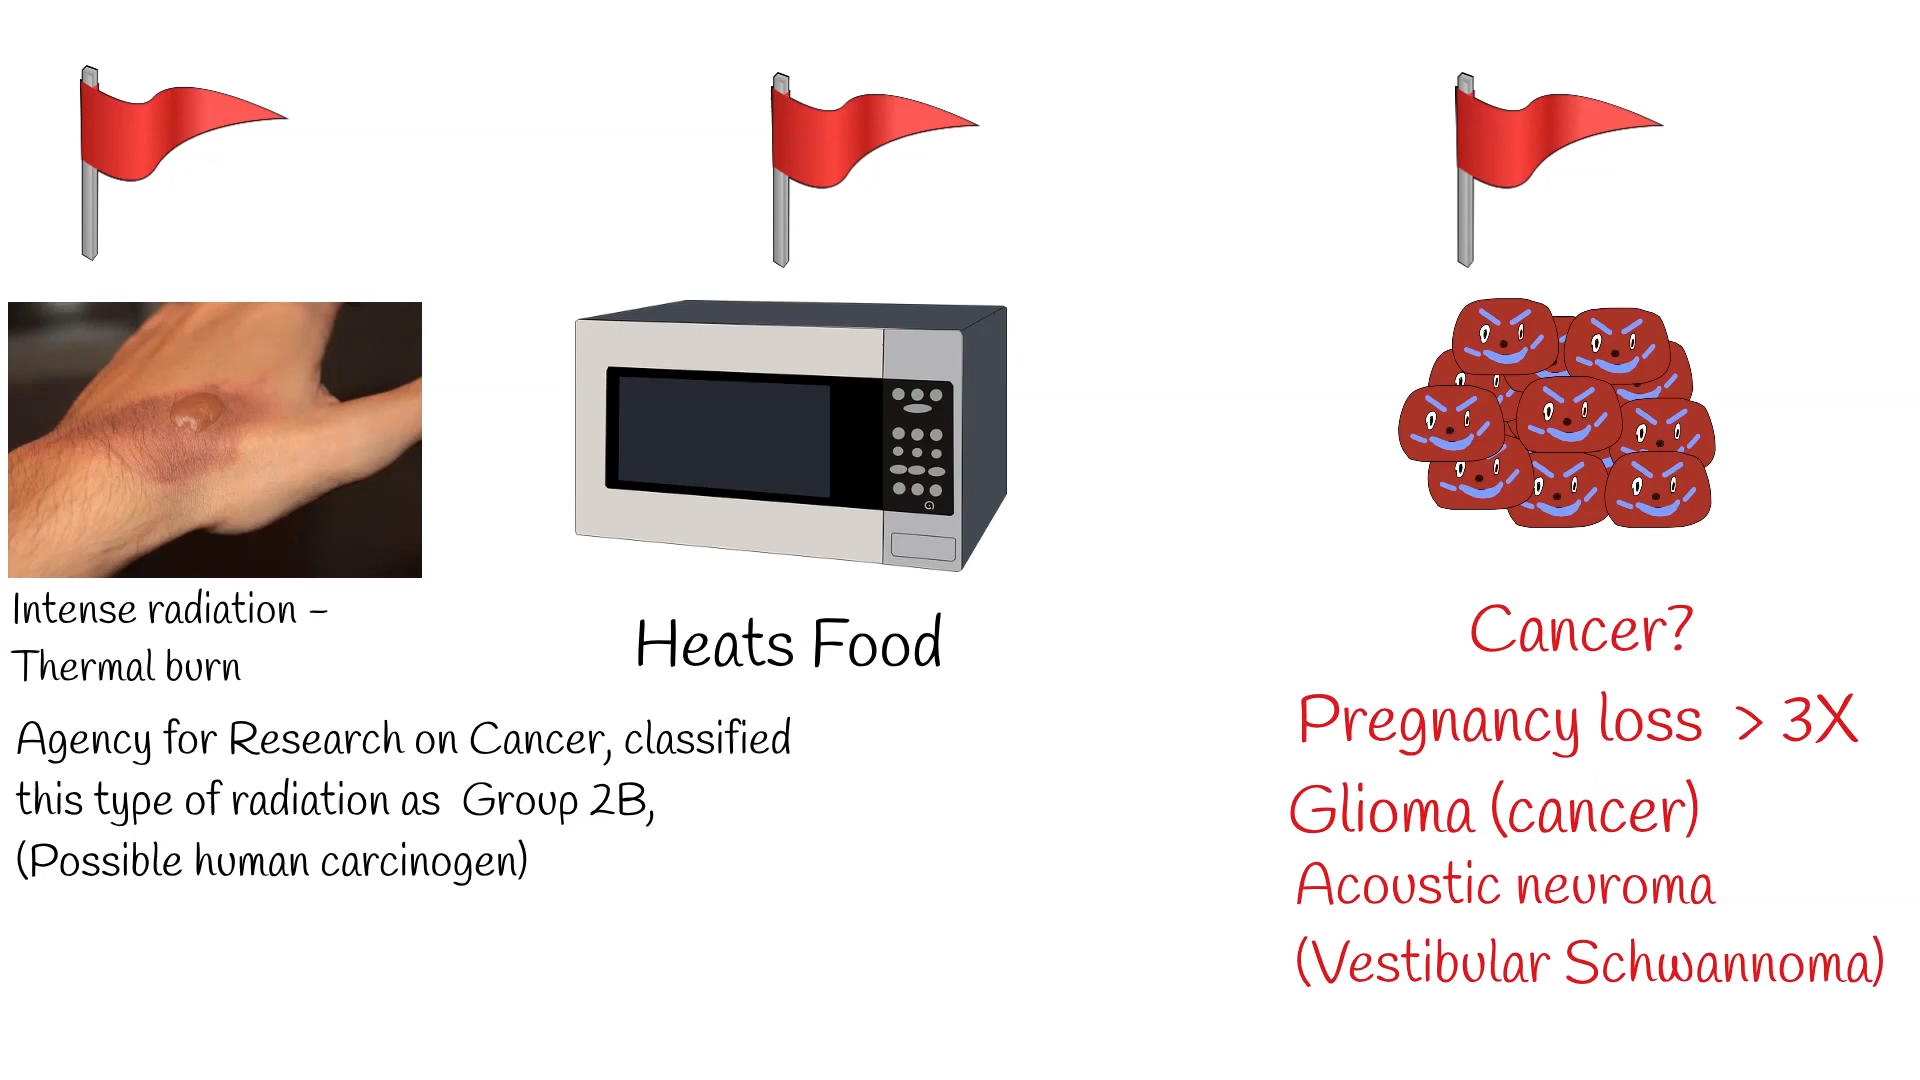 Intense radiation –
Thermal burn
Heats Food
Agency for Research on Cancer, classified
this type of radiation as Group 2B,
(Possible human carcinogen)
Cancer?
Pregnancy loss > 3X
Glioma (cancer)
Acoustic neuroma
(Vestibular Schwannoma)